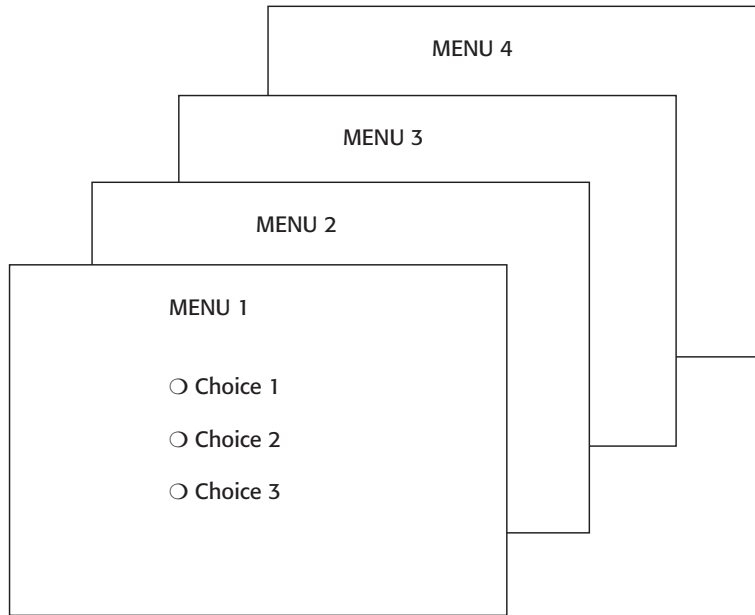 MENU 4
MENU 3
MENU 2
MENU 1
❍ Choice 1
❍ Choice 2
❍ Choice 3